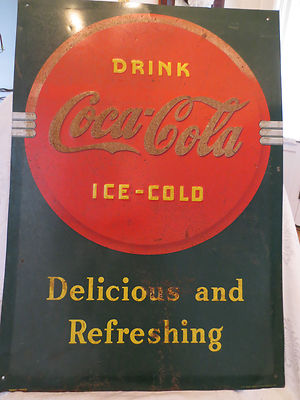 DRINK
Coca-Cola
ICE-COLD
Delicious and
Refreshing